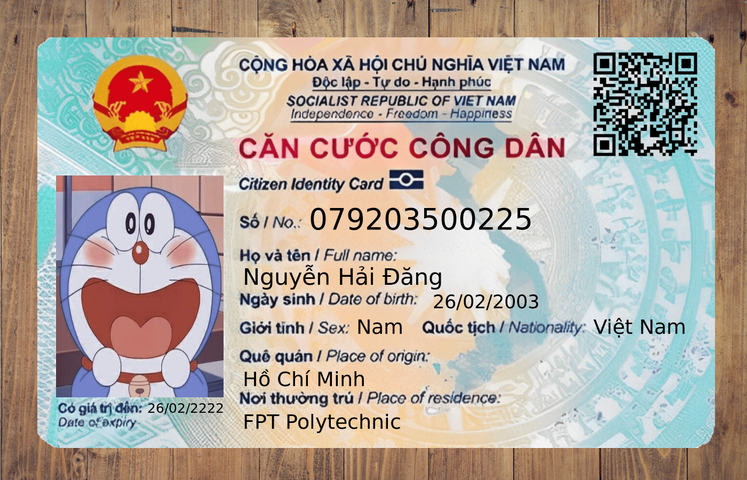 CỘNG HÒA XÃ HỘI CHỦ NGHĨA VIỆT NAM
Độc lập - Tự do - Hạnh phúc
SOCIALIST REPUBLIC OF VIET NAM
Independence - Freedom - Happiness
CĂN CƯỚC CÔNG DÂN
Citizen Identity Card
Số / No.: 079203500225
Họ và tên / Full name:
Nguyễn Hải Đăng
Ngày sinh / Date of birth: 26/02/2003
Giới tính / Sex: Nam Quốc tịch / Nationality: Việt Nam
Quê quán / Place of origin:
Hồ Chí Minh
Nơi thường trú / Place of residence:
FPT Polytechnic
Có giá trị đến: 26/02/2222
Date of expiry